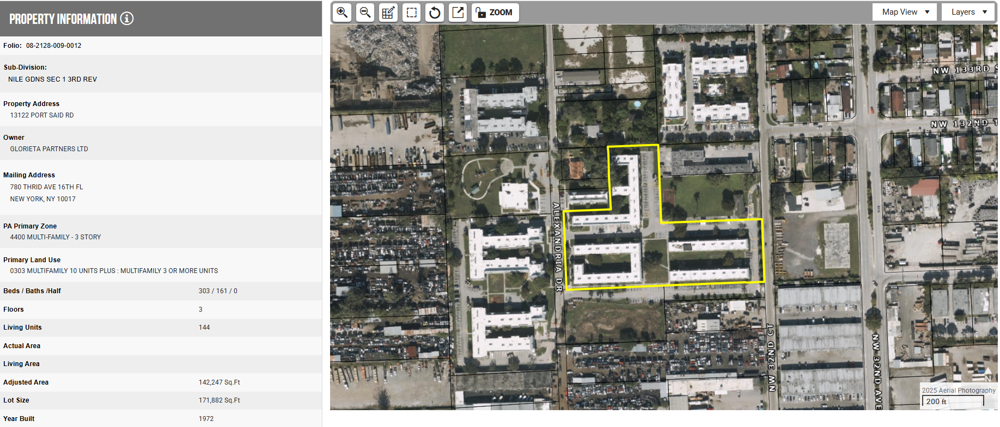 PROPERTY INFORMATION
Folio: 08-2128-009-0012
Sub-Division:
NILE GDNS SEC 1 3RD REV
Property Address
13122 PORT SAID RD
Owner
GLORIETA PARTNERS LTD
Mailing Address
780 THRID AVE 16TH FL
NEW YORK, NY 10017
PA Primary Zone
4400 MULTI-FAMILY - 3 STORY
Primary Land Use
0303 MULTIFAMILY 10 UNITS PLUS : MULTIFAMILY 3 OR MORE UNITS
Beds / Baths /Half 303 / 161 / 0
Floors 3
Living Units 144
Actual Area
Living Area
Adjusted Area 142,247 Sq.Ft
Lot Size 171,882 Sq.Ft
Year Built 1972
ZOOM
Map View
Layers
NW 133RD S
NW 132ND T
ALEXANDRIA DR
NW 32ND CT
NW 32ND AVE
N
2025 Aerial Photography
200 ft